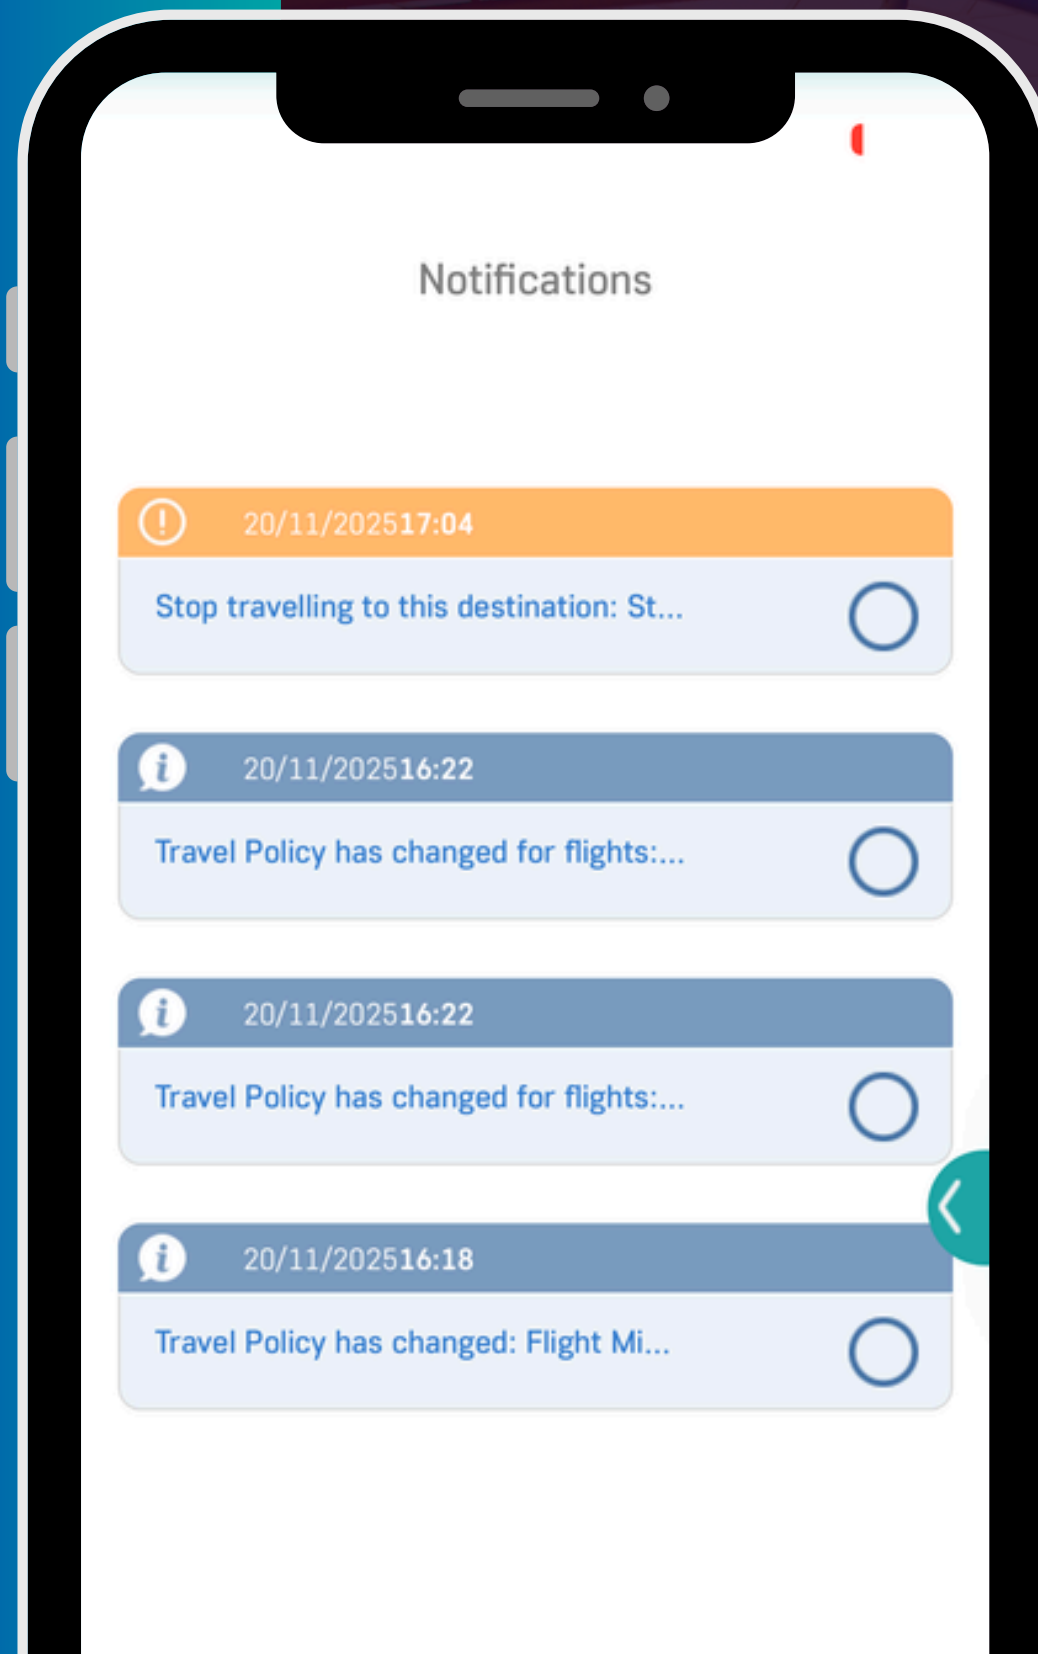 Notifications
20/11/202517:04
Stop travelling to this destination: St...
20/11/202516:22
Travel Policy has changed for flights:...
20/11/202516:22
Travel Policy has changed for flights:...
20/11/202516:18
Travel Policy has changed: Flight Mi...